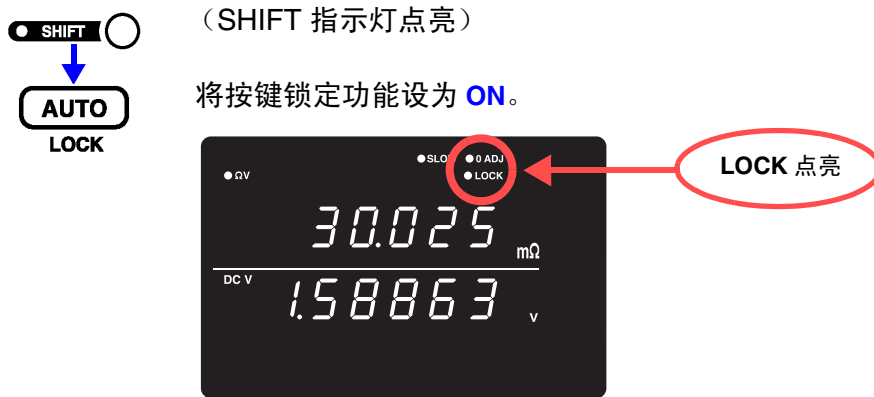 SHIFT
（SHIFT 指示灯点亮）
AUTO
LOCK
将按键锁定功能设为 ON。
SLOW 0 ADJ
ΩV LOCK
30.025 mΩ
DC V
1.58863 V
LOCK 点亮